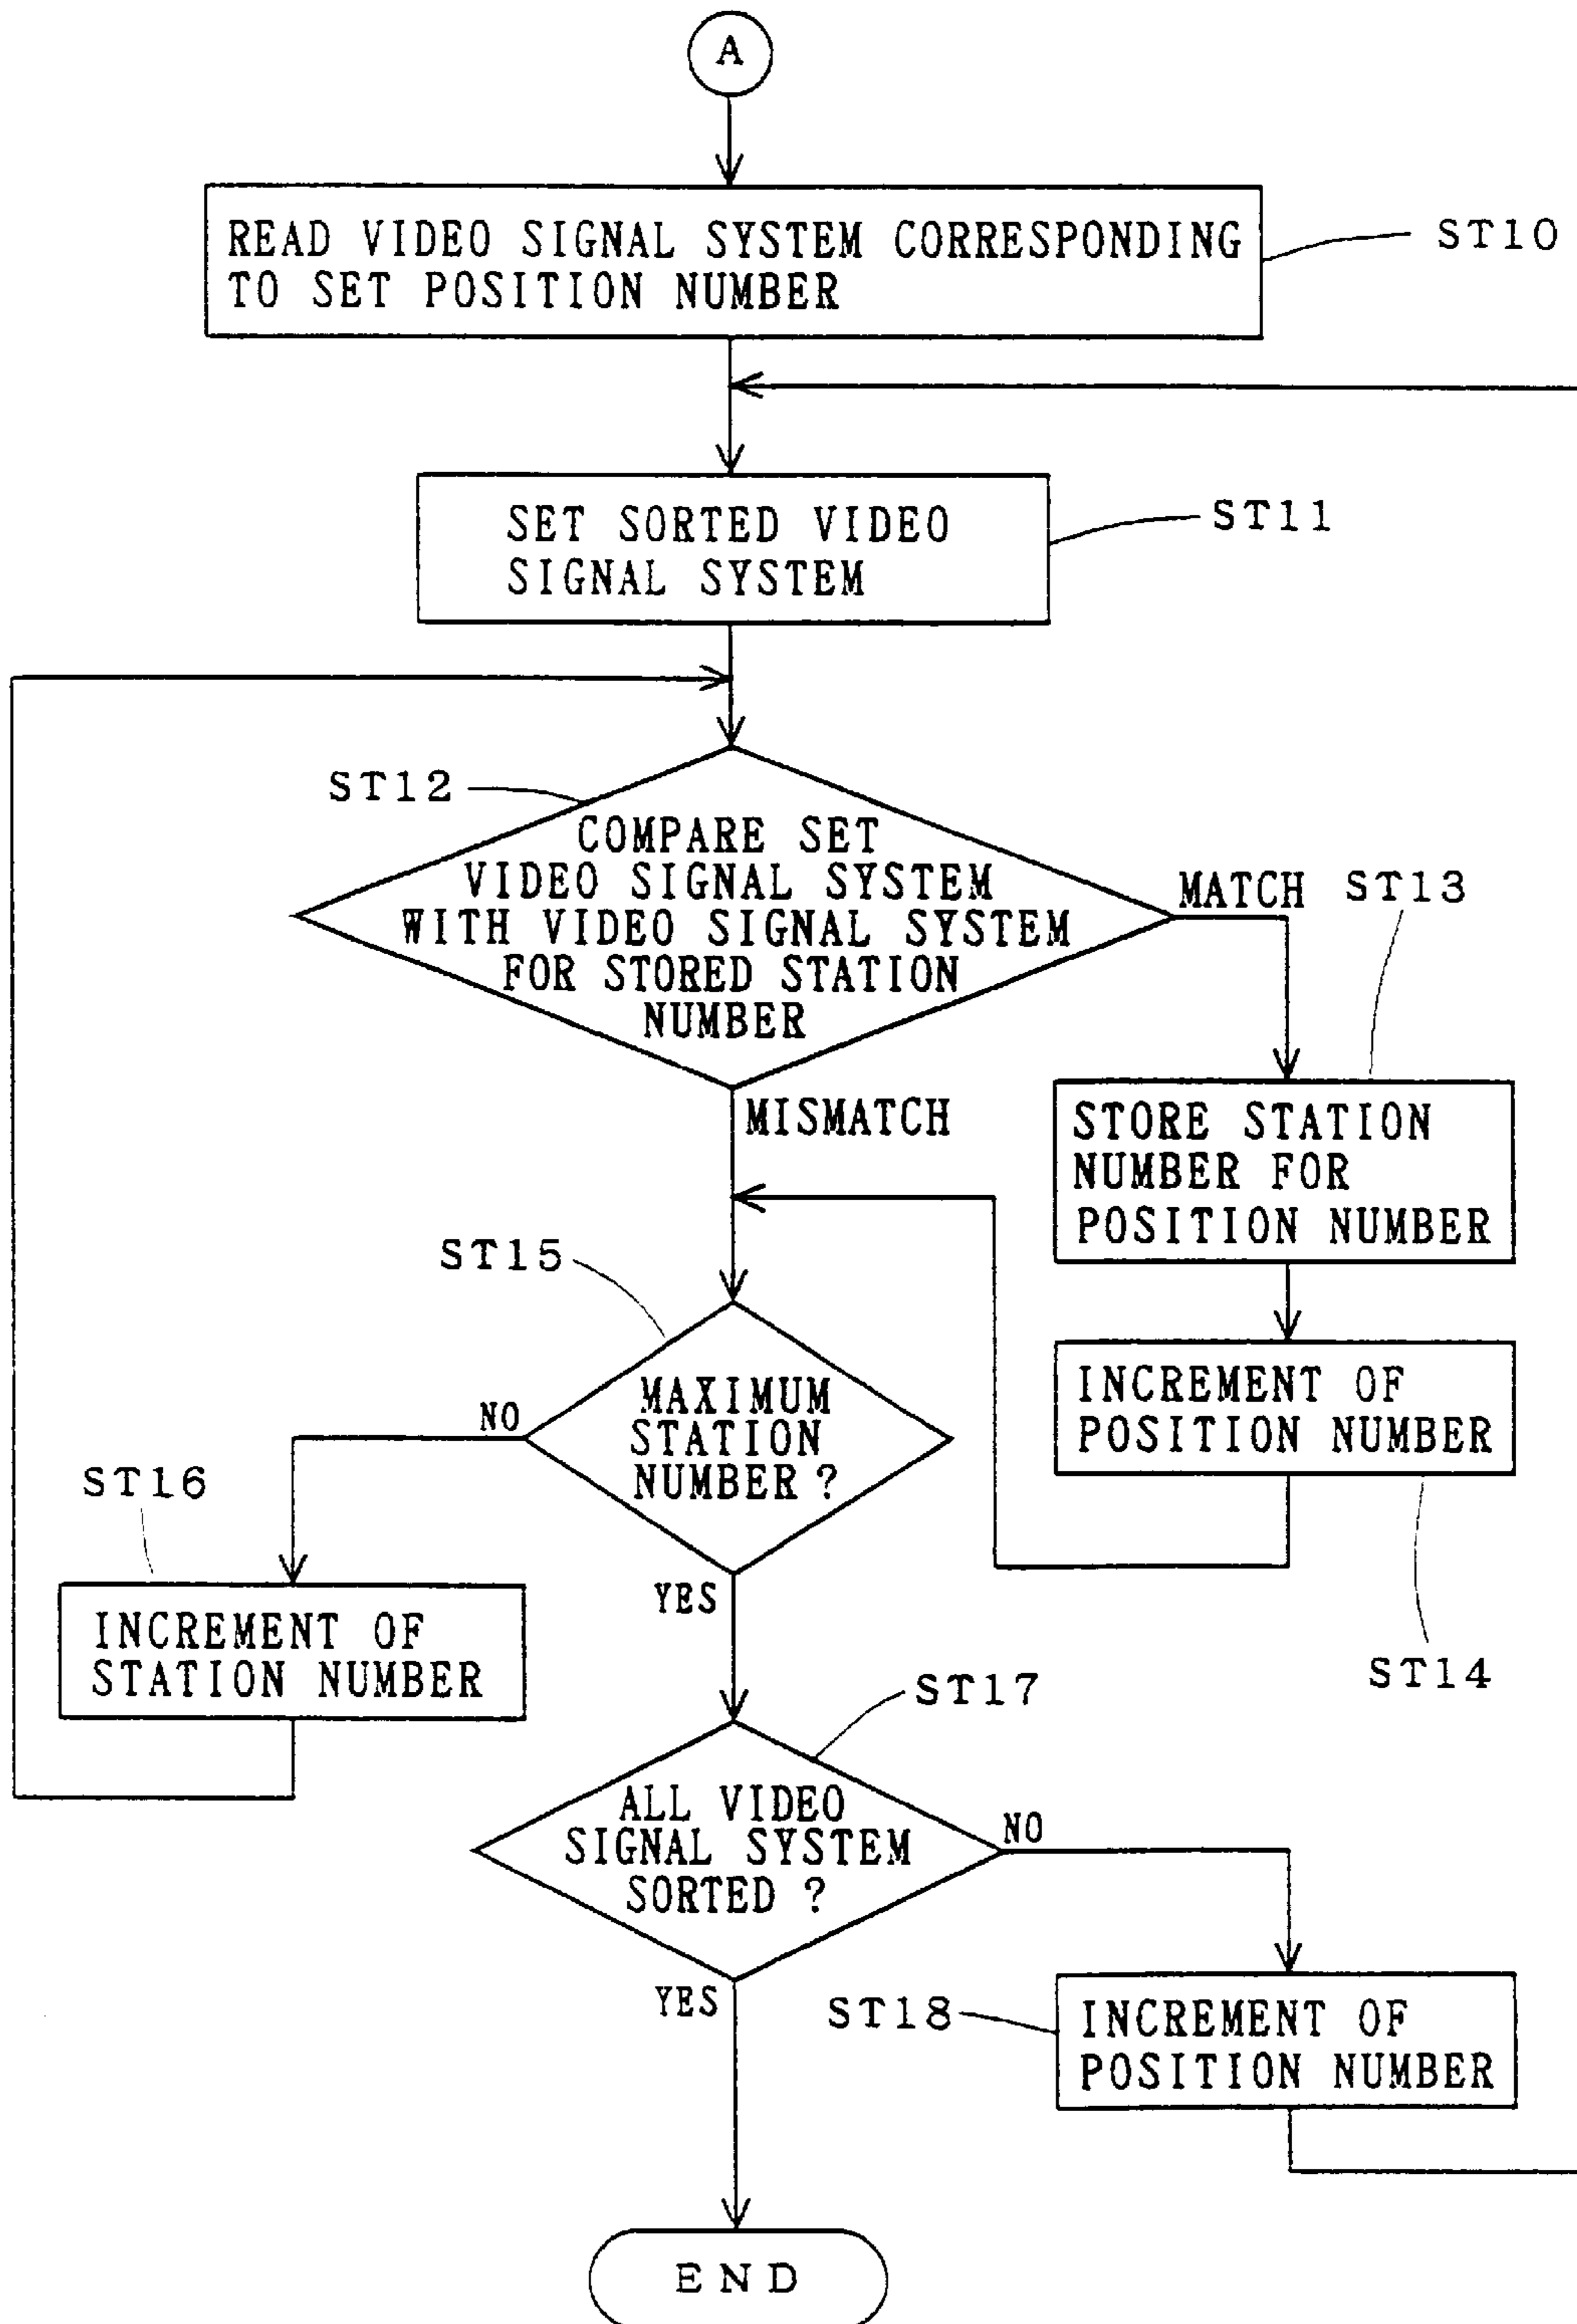 A
READ VIDEO SIGNAL SYSTEM CORRESPONDING
TO SET POSITION NUMBER
ST10
SET SORTED VIDEO
SIGNAL SYSTEM
ST11
ST12
COMPARE SET
VIDEO SIGNAL SYSTEM
WITH VIDEO SIGNAL SYSTEM
FOR STORED STATION
NUMBER
MATCH
ST13
MISMATCH
STORE STATION
NUMBER FOR
POSITION NUMBER
ST15
MAXIMUM
STATION
NUMBER ?
NO
INCREMENT OF
POSITION NUMBER
ST16
YES
INCREMENT OF
STATION NUMBER
ST14
ST17
ALL VIDEO
SIGNAL SYSTEM
SORTED ?
NO
YES
ST18
INCREMENT OF
POSITION NUMBER
END